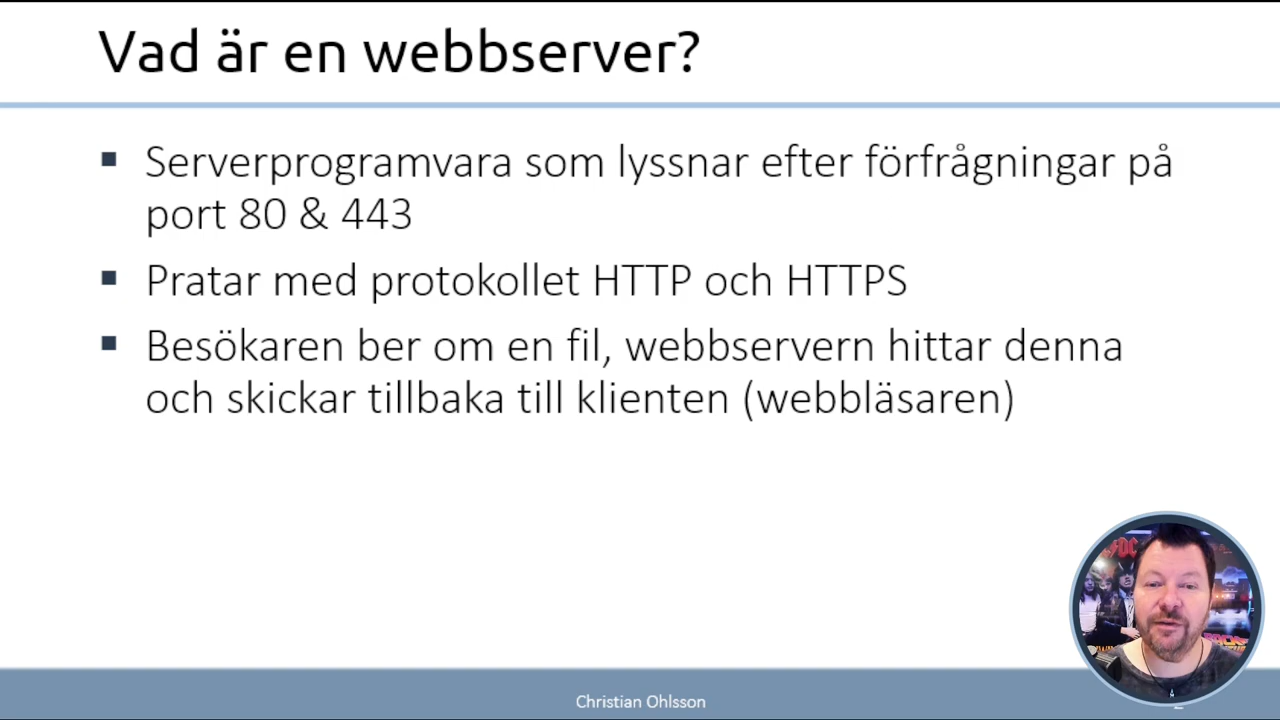 Vad är en webbserver?
▪ Serverprogramvara som lyssnar efter förfrågningar på
port 80 & 443
▪ Pratar med protokollet HTTP och HTTPS
▪ Besökaren ber om en fil, webbservern hittar denna
och skickar tillbaka till klienten (webbläsaren)
Christian Ohlsson